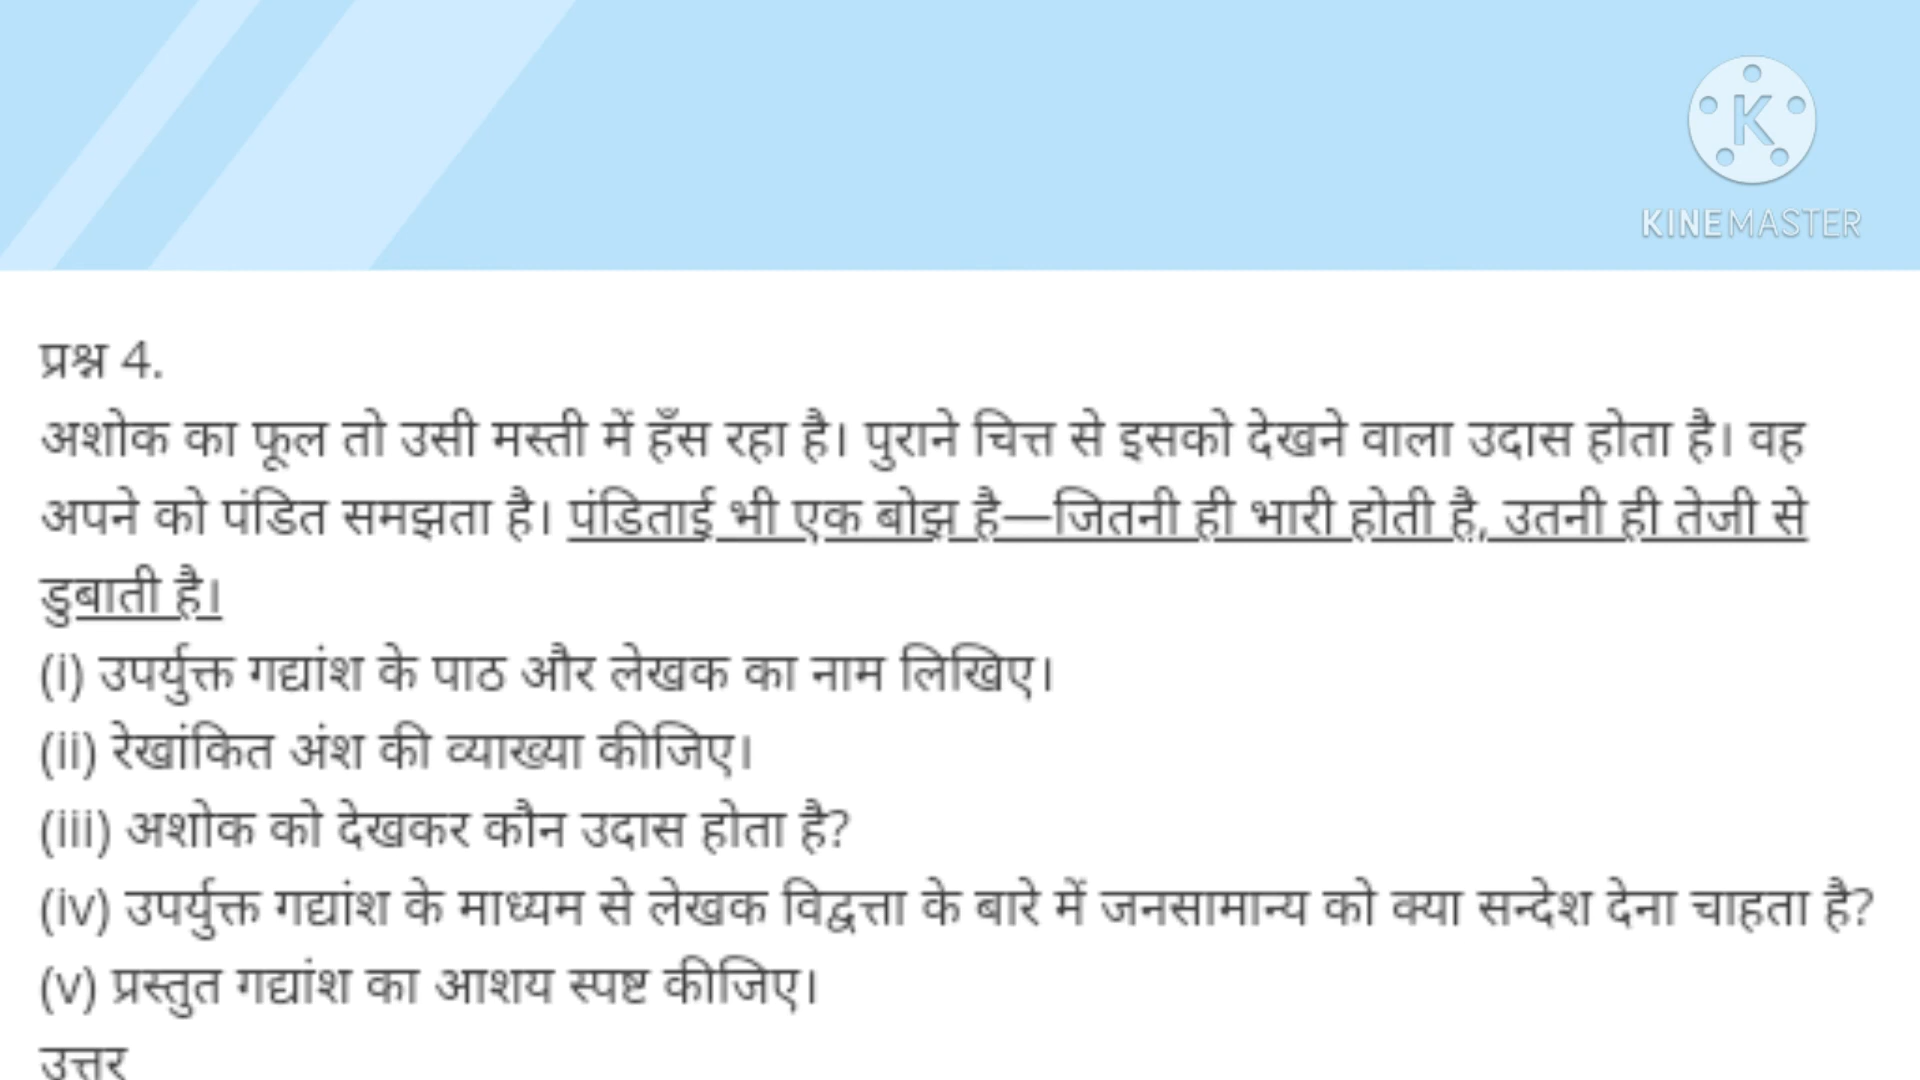 K
KINEMASTER
प्रश्न 4.
अशोक का फूल तो उसी मस्ती में हँस रहा है। पुराने चित्त से इसको देखने वाला उदास होता है। वह
अपने को पंडित समझता है। पंडिताई भी एक बोझ है—जितनी ही भारी होती है, उतनी ही तेजी से
डुबाती है।
(i) उपर्युक्त गद्यांश के पाठ और लेखक का नाम लिखिए।
(ii) रेखांकित अंश की व्याख्या कीजिए।
(iii) अशोक को देखकर कौन उदास होता है?
(iv) उपर्युक्त गद्यांश के माध्यम से लेखक विद्वत्ता के बारे में जनसामान्य को क्या सन्देश देना चाहता है?
(v) प्रस्तुत गद्यांश का आशय स्पष्ट कीजिए।
उत्तर